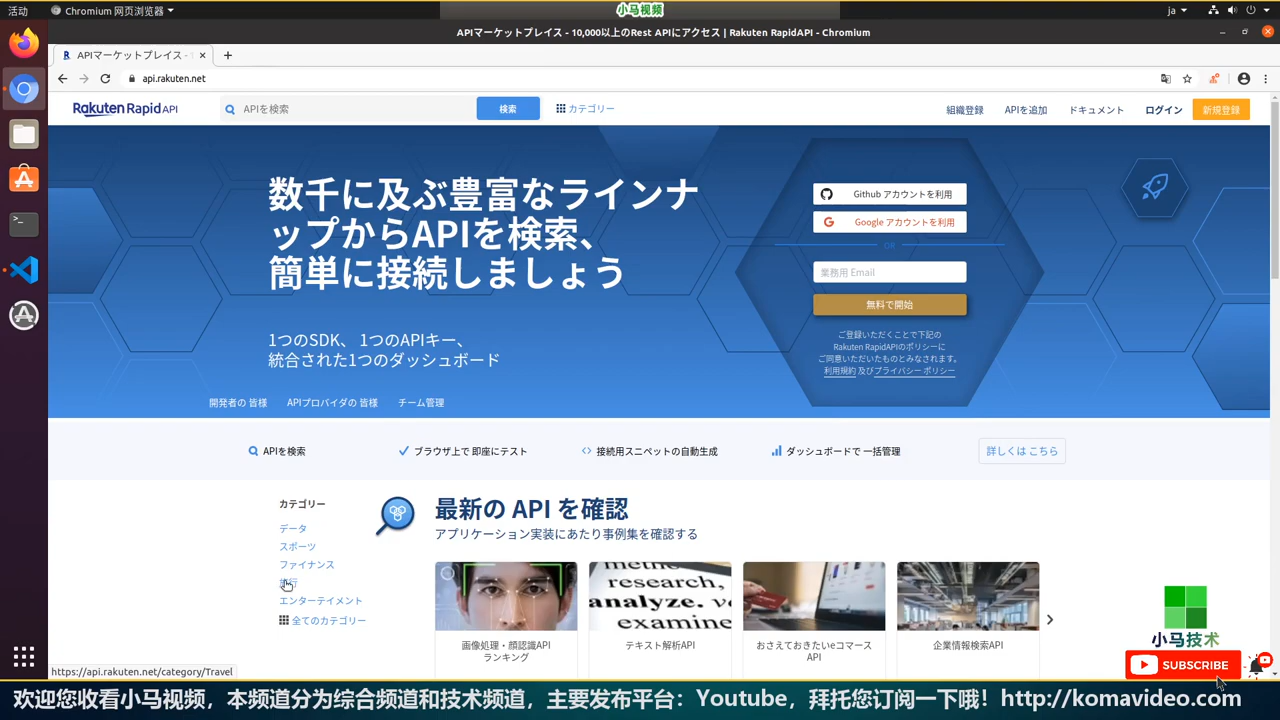 活动
Chromium 网页浏览器
小马视频
ja
APIマーケットプレイス - 10,000以上のRest APIにアクセス | Rakuten RapidAPI - Chromium
APIマーケットプレイス -
api.rakuten.net
Rakuten RapidAPI
APIを検索
検索
カテゴリー
組織登録
APIを追加
ドキュメント
ログイン
新規登録
数千に及ぶ豊富なラインナ
ップからAPIを検索、
簡単に接続しましょう
1つのSDK、1つのAPIキー、
統合された1つのダッシュボード
開発者の 皆様
APIプロバイダの 皆様
チーム管理
Github アカウントを利用
Google アカウントを利用
OR
業務用 Email
無料で開始
ご登録いただくことで下記の
Rakuten RapidAPIのポリシーに
ご同意いただいたものとみなされます。
利用規約 及びプライバシー ポリシー
APIを検索
ブラウザ上で 即座にテスト
接続用スニペットの自動生成
ダッシュボードで 一括管理
詳しくは こちら
カテゴリー
データ
スポーツ
ファイナンス
旅行
エンターテイメント
全てのカテゴリー
最新の API を確認
アプリケーション実装にあたり事例集を確認する
research,
analyze.
examine
画像処理・顔認識API
ランキング
テキスト解析API
おさえておきたいeコマース
API
企業情報検索API
小马技术
SUBSCRIBE
https://api.rakuten.net/category/Travel
欢迎您收看小马视频，本频道分为综合频道和技术频道，主要发布平台：Youtube，拜托您订阅一下哦！http://komavideo.com